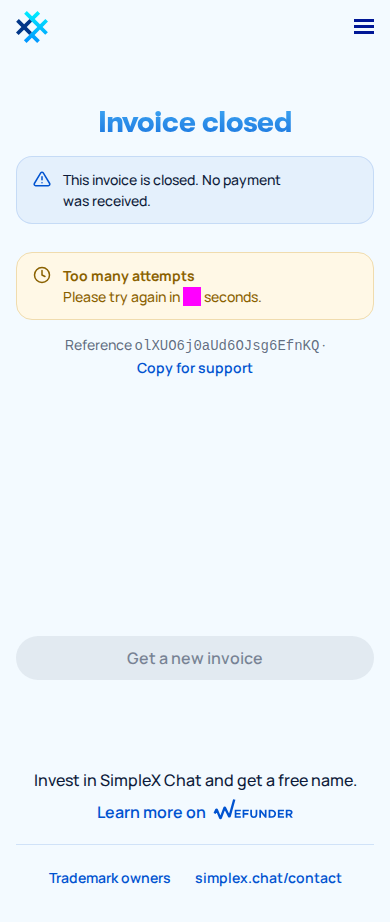 Invoice closed
This invoice is closed. No payment
was received.
Too many attempts
Please try again in seconds.
Reference olXUO6j0aUd6OJsg6EfnKQ ·
Copy for support
Get a new invoice
Invest in SimpleX Chat and get a free name.
Learn more on WEFUNDER
Trademark owners simplex.chat/contact